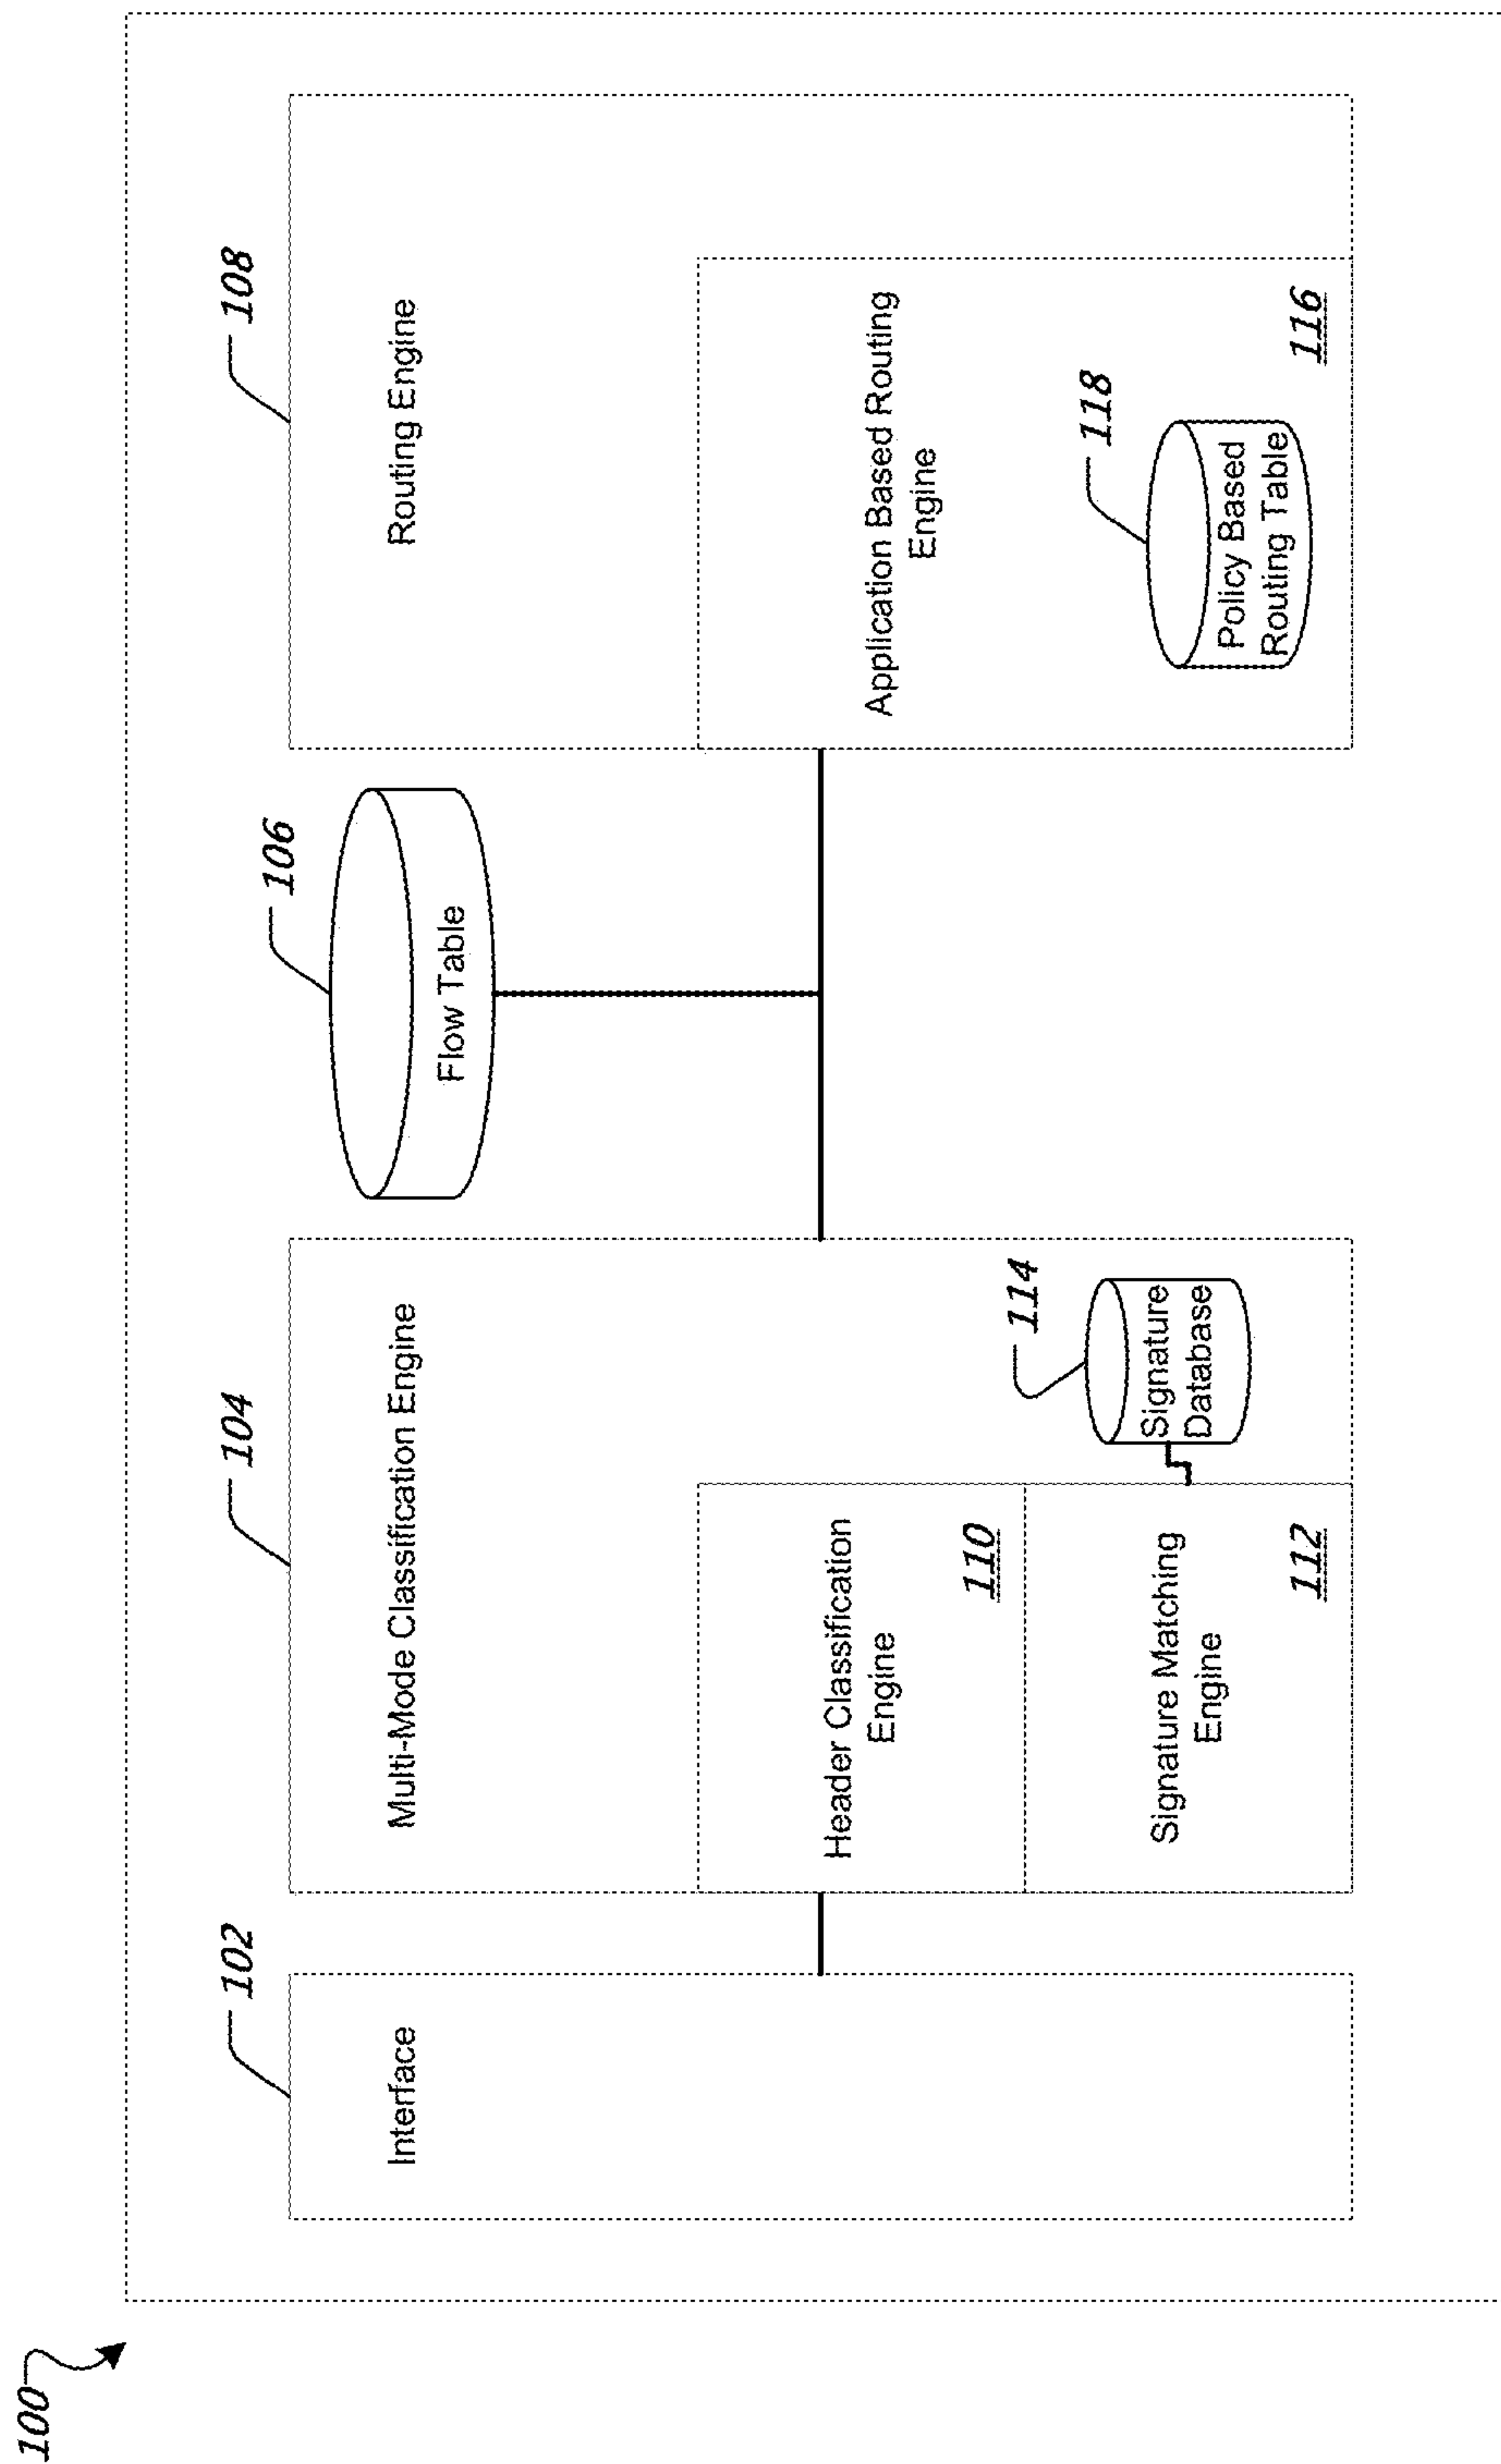 100
102
Interface
104
Multi-Mode Classification Engine
Header Classification
Engine
110
Signature Matching
Engine
112
114
Signature
Database
106
Flow Table
108
Routing Engine
Application Based Routing
Engine
118
Policy Based
Routing Table
116